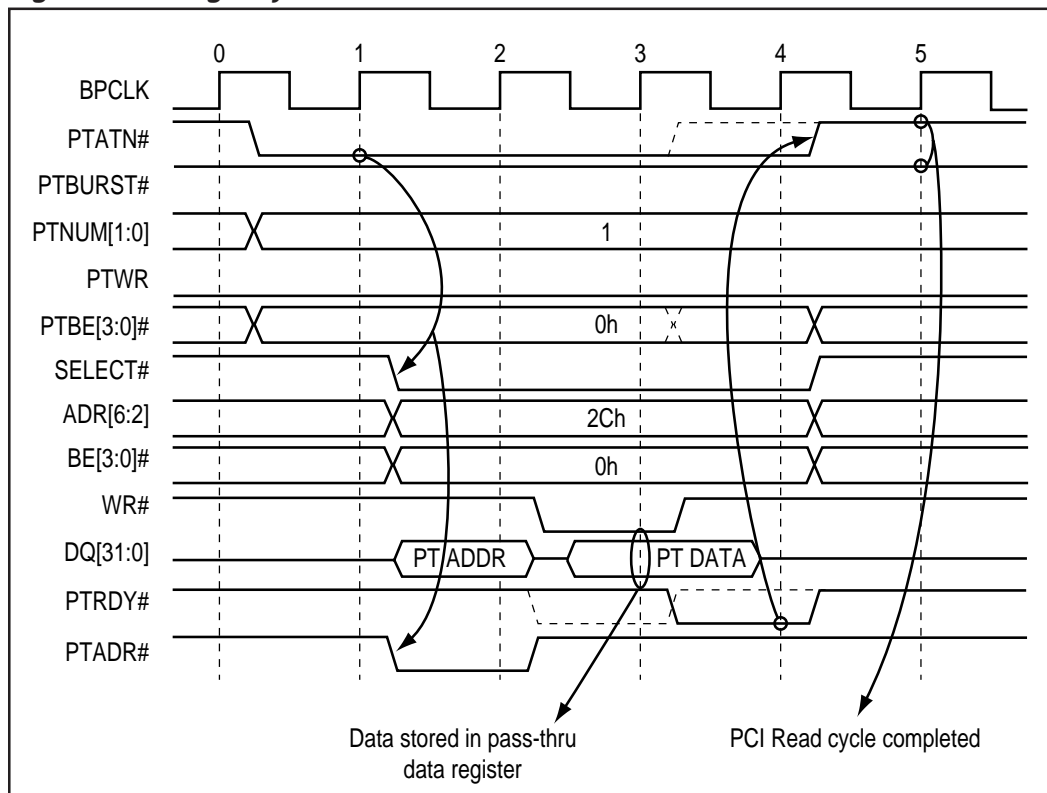 0 1 2 3 4 5
BPCLK
PTATN#
PTBURST#
PTNUM[1:0] 1
PTWR
PTBE[3:0]# 0h
SELECT#
ADR[6:2] 2Ch
BE[3:0]# 0h
WR#
DQ[31:0] PT ADDR PT DATA
PTRDY#
PTADR#
Data stored in pass-thru
data register
PCI Read cycle completed